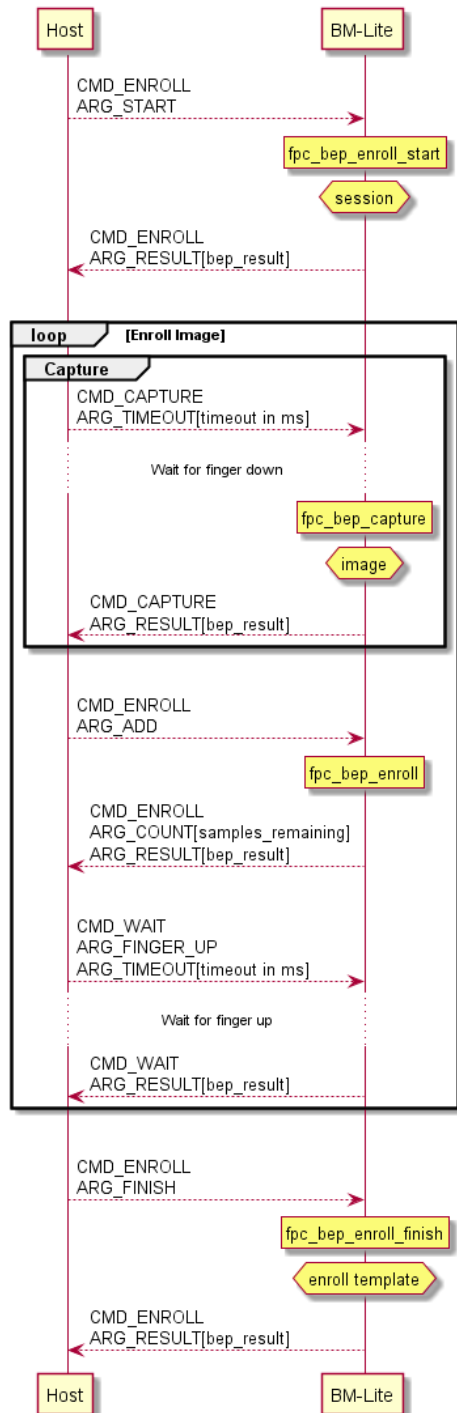 Host
BM-Lite
CMD_ENROLL
ARG_START
fpc_bep_enroll_start
session
CMD_ENROLL
ARG_RESULT[bep_result]
loop
[Enroll Image]
Capture
CMD_CAPTURE
ARG_TIMEOUT[timeout in ms]
Wait for finger down
fpc_bep_capture
image
CMD_CAPTURE
ARG_RESULT[bep_result]
CMD_ENROLL
ARG_ADD
fpc_bep_enroll
CMD_ENROLL
ARG_COUNT[samples_remaining]
ARG_RESULT[bep_result]
CMD_WAIT
ARG_FINGER_UP
ARG_TIMEOUT[timeout in ms]
Wait for finger up
CMD_WAIT
ARG_RESULT[bep_result]
CMD_ENROLL
ARG_FINISH
fpc_bep_enroll_finish
enroll template
CMD_ENROLL
ARG_RESULT[bep_result]
Host
BM-Lite